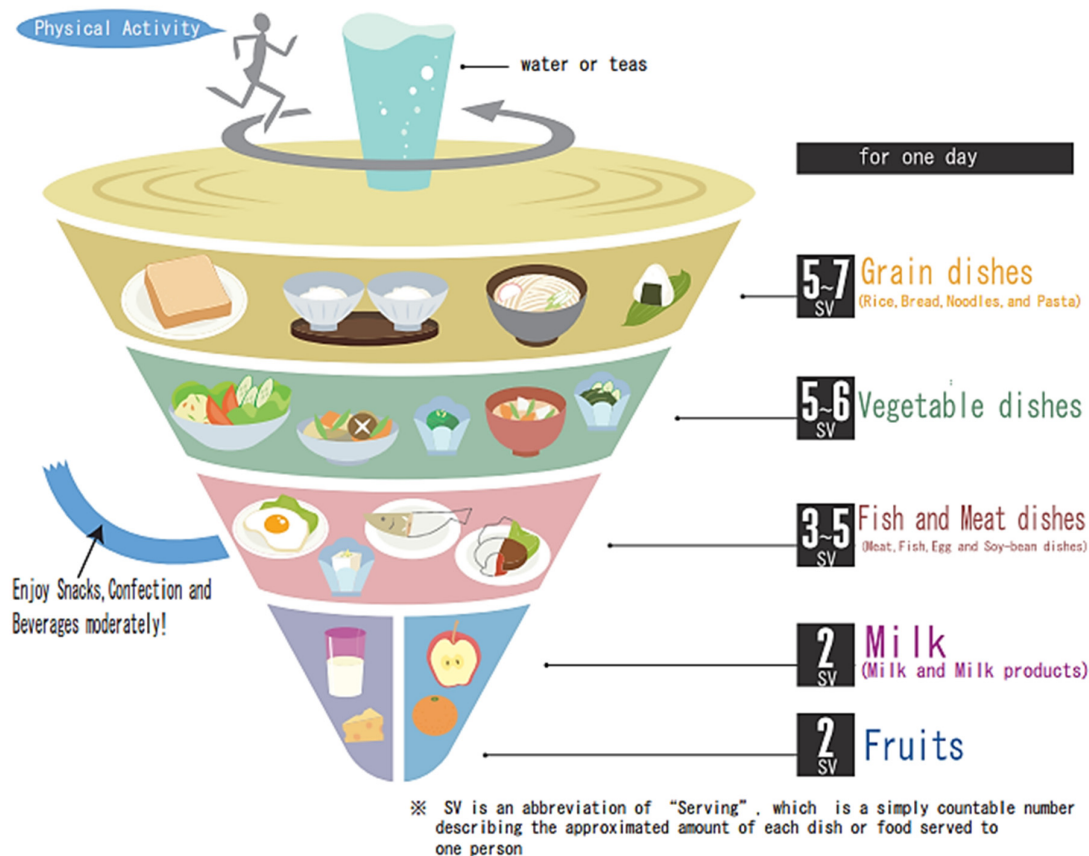 Physical Activity
water or teas
for one day
5~7
SV
Grain dishes
(Rice, Bread, Noodles, and Pasta)
5~6
SV
Vegetable dishes
3~5
SV
Fish and Meat dishes
(Meat, Fish, Egg and Soy-bean dishes)
Enjoy Snacks, Confection and
Beverages moderately!
2
SV
Milk
(Milk and Milk products)
2
SV
Fruits
※ SV is an abbreviation of “Serving”, which is a simply countable number
describing the approximated amount of each dish or food served to
one person